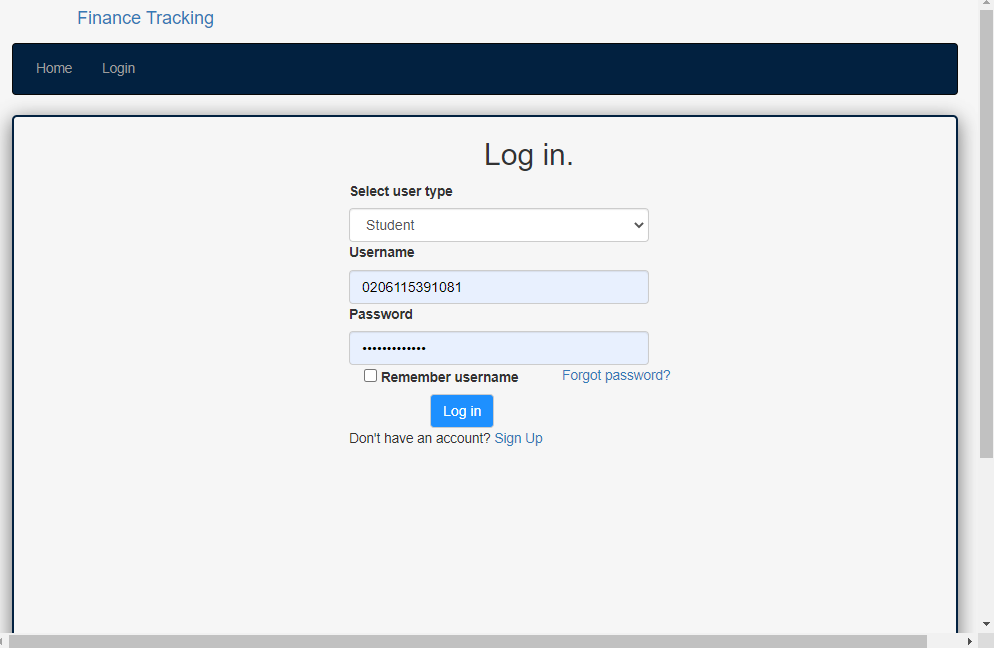 Finance Tracking
Home Login
Log in.
Select user type
Student
Username
0206115391081
Password
•••••••••••••
Remember username Forgot password?
Log in
Don't have an account? Sign Up